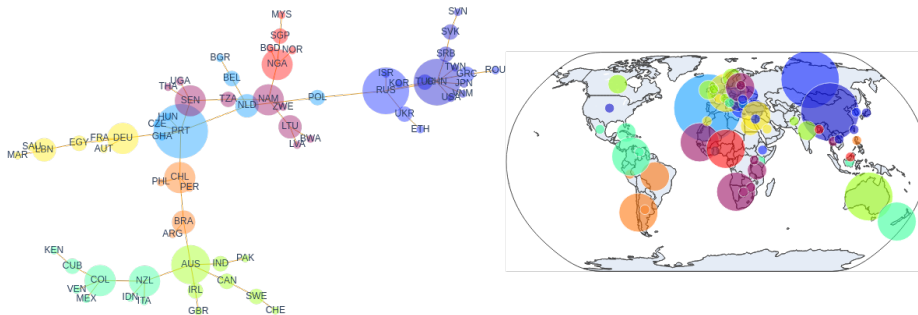 SVN
MYS
SVK
SGP
BGD NOR
SRB
BGR
NGA
TWN
UGA
BEL
ISR
GRC ROU
THA
KOR
TUR
CHN
JPN
RUS
SEN
TZA
NAM
POL
VNM
NLD
ZWE
USA
HUN
UKR
CZE
PRT
LTU
ETH
GHA
FRA DEU
BWA
SAU
EGY
LVA
LBN
AUT
MAR
CHL
PHL
PER
BRA
ARG
KEN
PAK
CUB
AUS
IND
COL
NZL
CAN
VEN
IDN
IRL
SWE
MEX
ITA
GBR
CHE